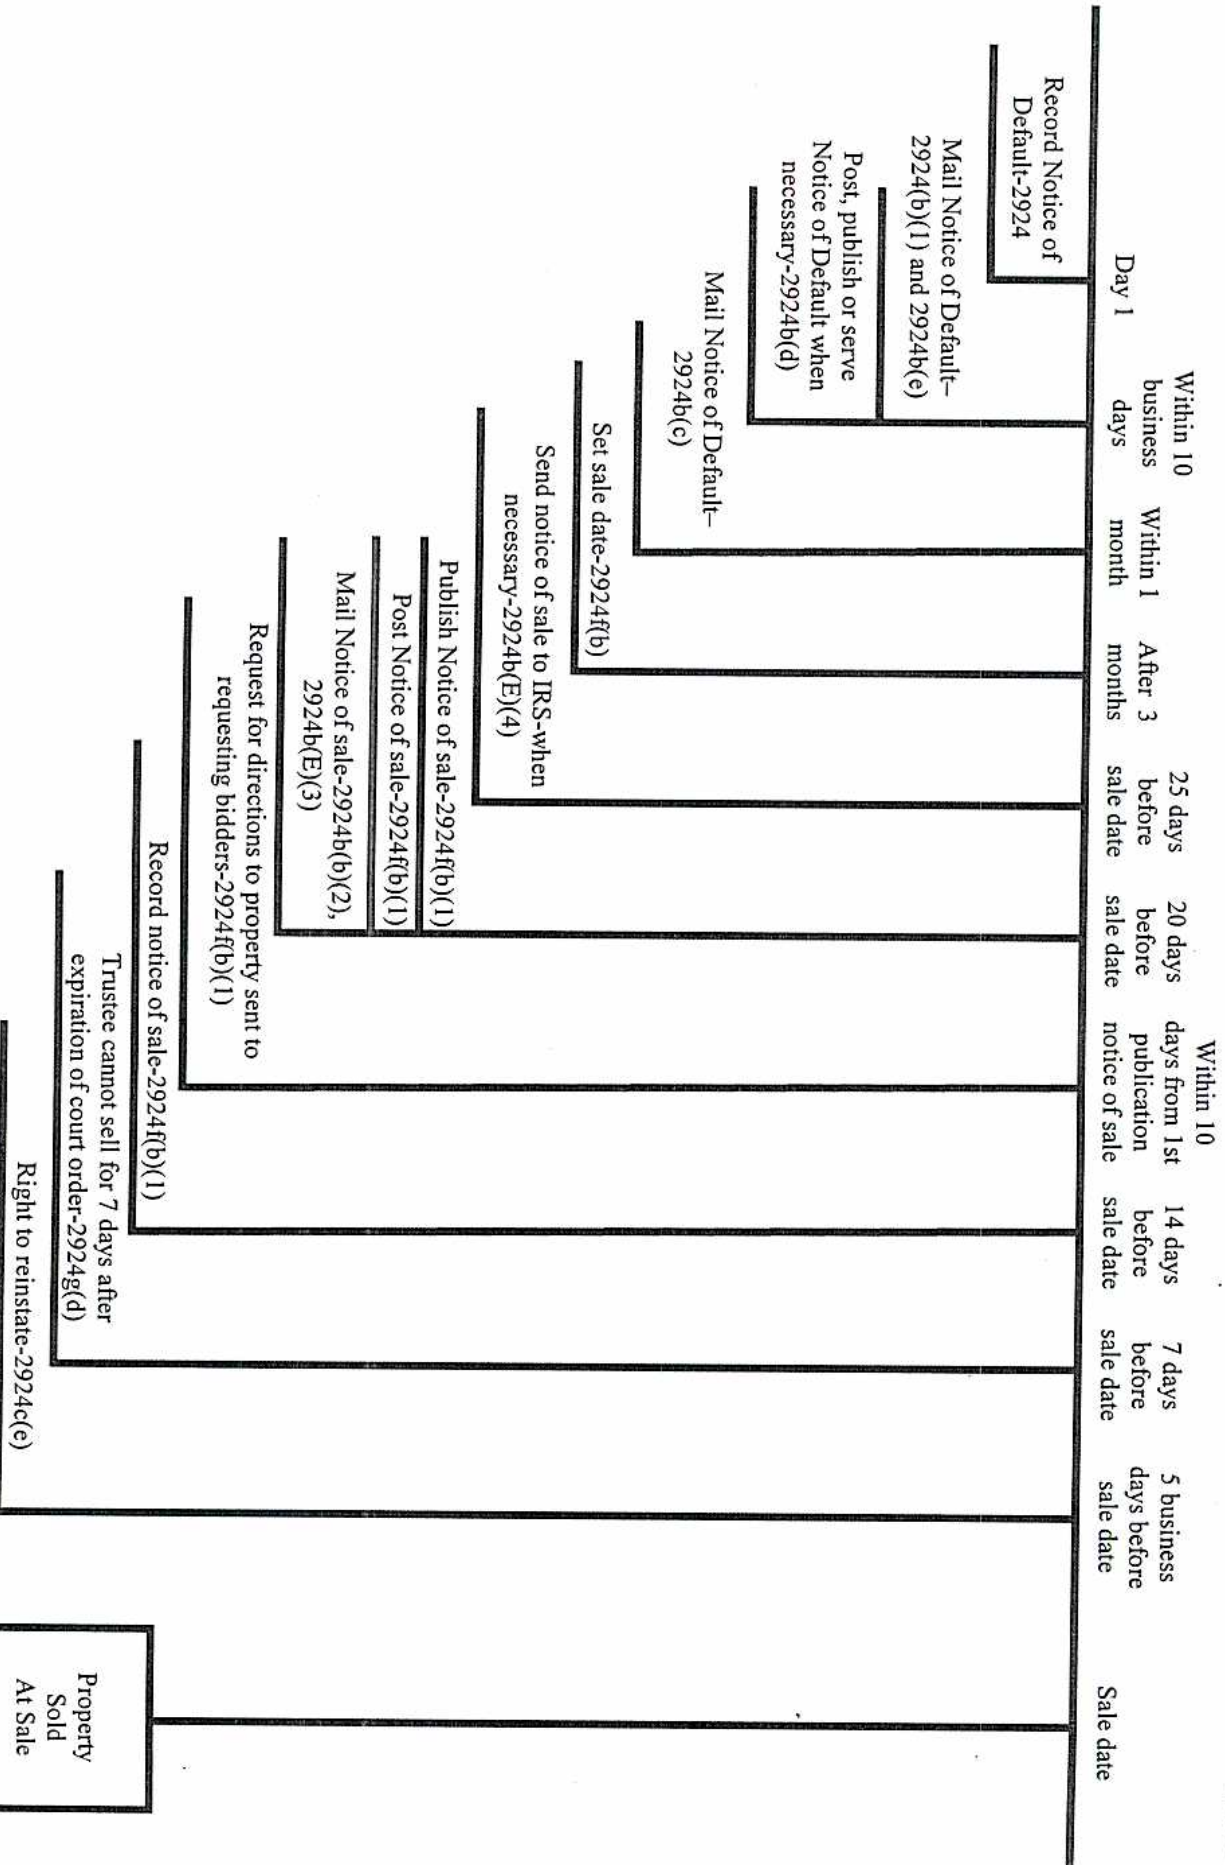 Day 1
Within 10
business
days
Within 1
month
After 3
months
25 days
before
sale date
20 days
before
sale date
Within 10
days from 1st
publication
notice of sale
14 days
before
sale date
7 days
before
sale date
5 business
days before
sale date
Sale date
Record Notice of
Default-2924
Mail Notice of Default–
2924(b)(1) and 2924b(e)
Post, publish or serve
Notice of Default when
necessary-2924b(d)
Mail Notice of Default–
2924b(c)
Set sale date-2924f(b)
Send notice of sale to IRS-when
necessary-2924b(E)(4)
Publish Notice of sale-2924f(b)(1)
Post Notice of sale-2924f(b)(1)
Mail Notice of sale-2924b(b)(2),
2924b(E)(3)
Request for directions to property sent to
requesting bidders-2924f(b)(1)
Record notice of sale-2924f(b)(1)
Trustee cannot sell for 7 days after
expiration of court order-2924g(d)
Right to reinstate-2924c(e)
Property
Sold
At Sale